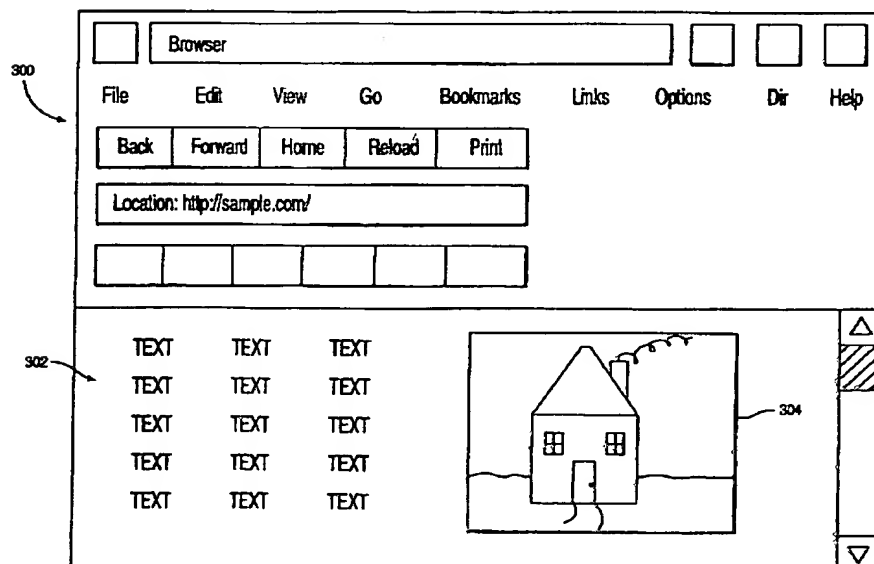 Browser
300
File Edit View Go Bookmarks Links Options Dir Help
Back Forward Home Reload Print
Location: http://sample.com/
302
TEXT TEXT TEXT
TEXT TEXT TEXT
TEXT TEXT TEXT
TEXT TEXT TEXT
TEXT TEXT TEXT
304